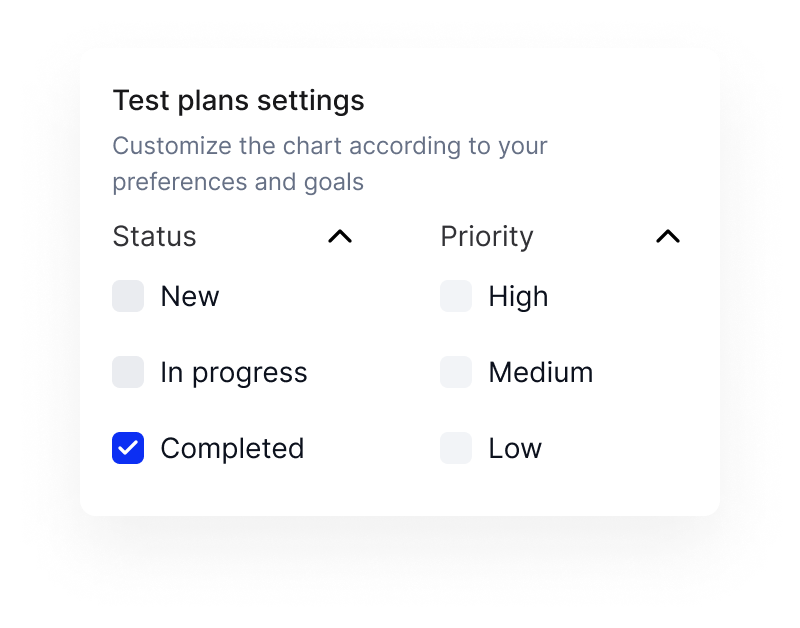 Test plans settings
Customize the chart according to your
preferences and goals
Status
New
In progress
Completed
Priority
High
Medium
Low